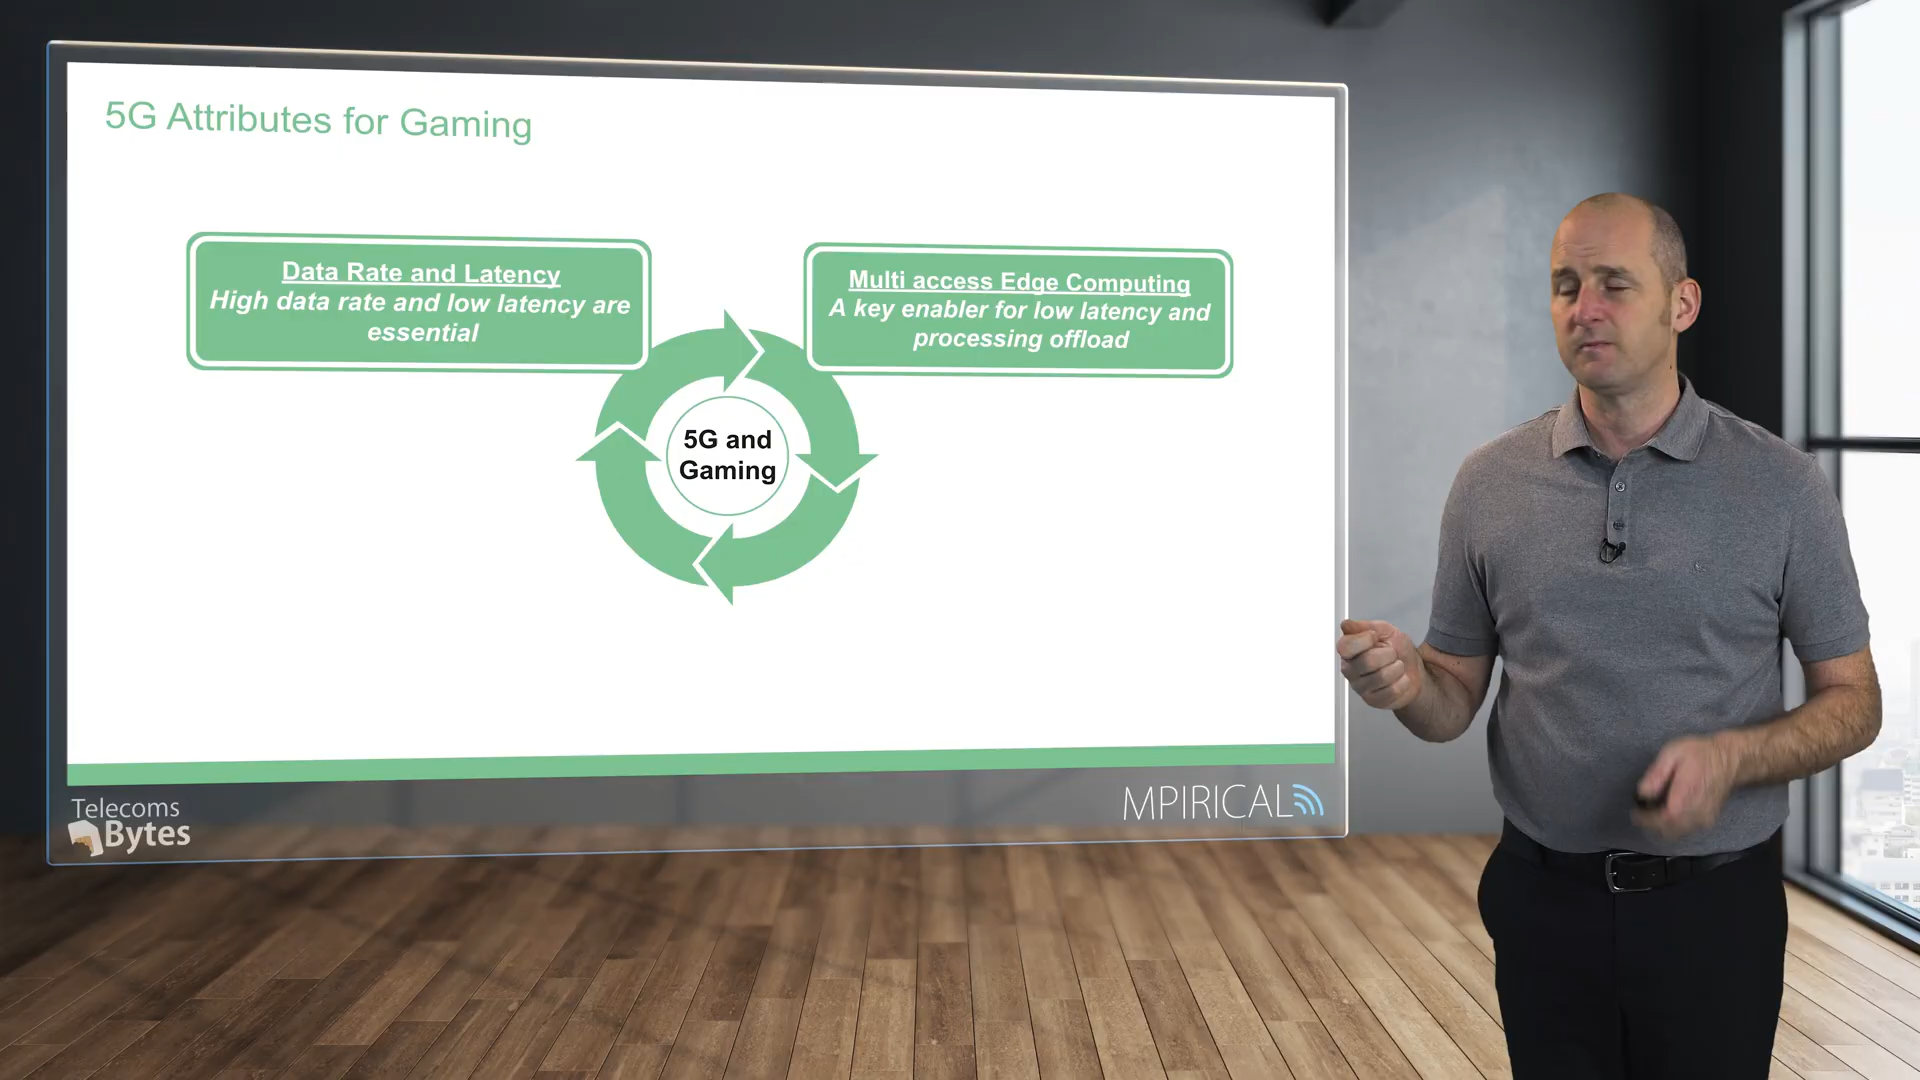 5G Attributes for Gaming
Data Rate and Latency
High data rate and low latency are
essential
Multi access Edge Computing
A key enabler for low latency and
processing offload
5G and
Gaming
Telecoms
Bytes
MPIRICAL